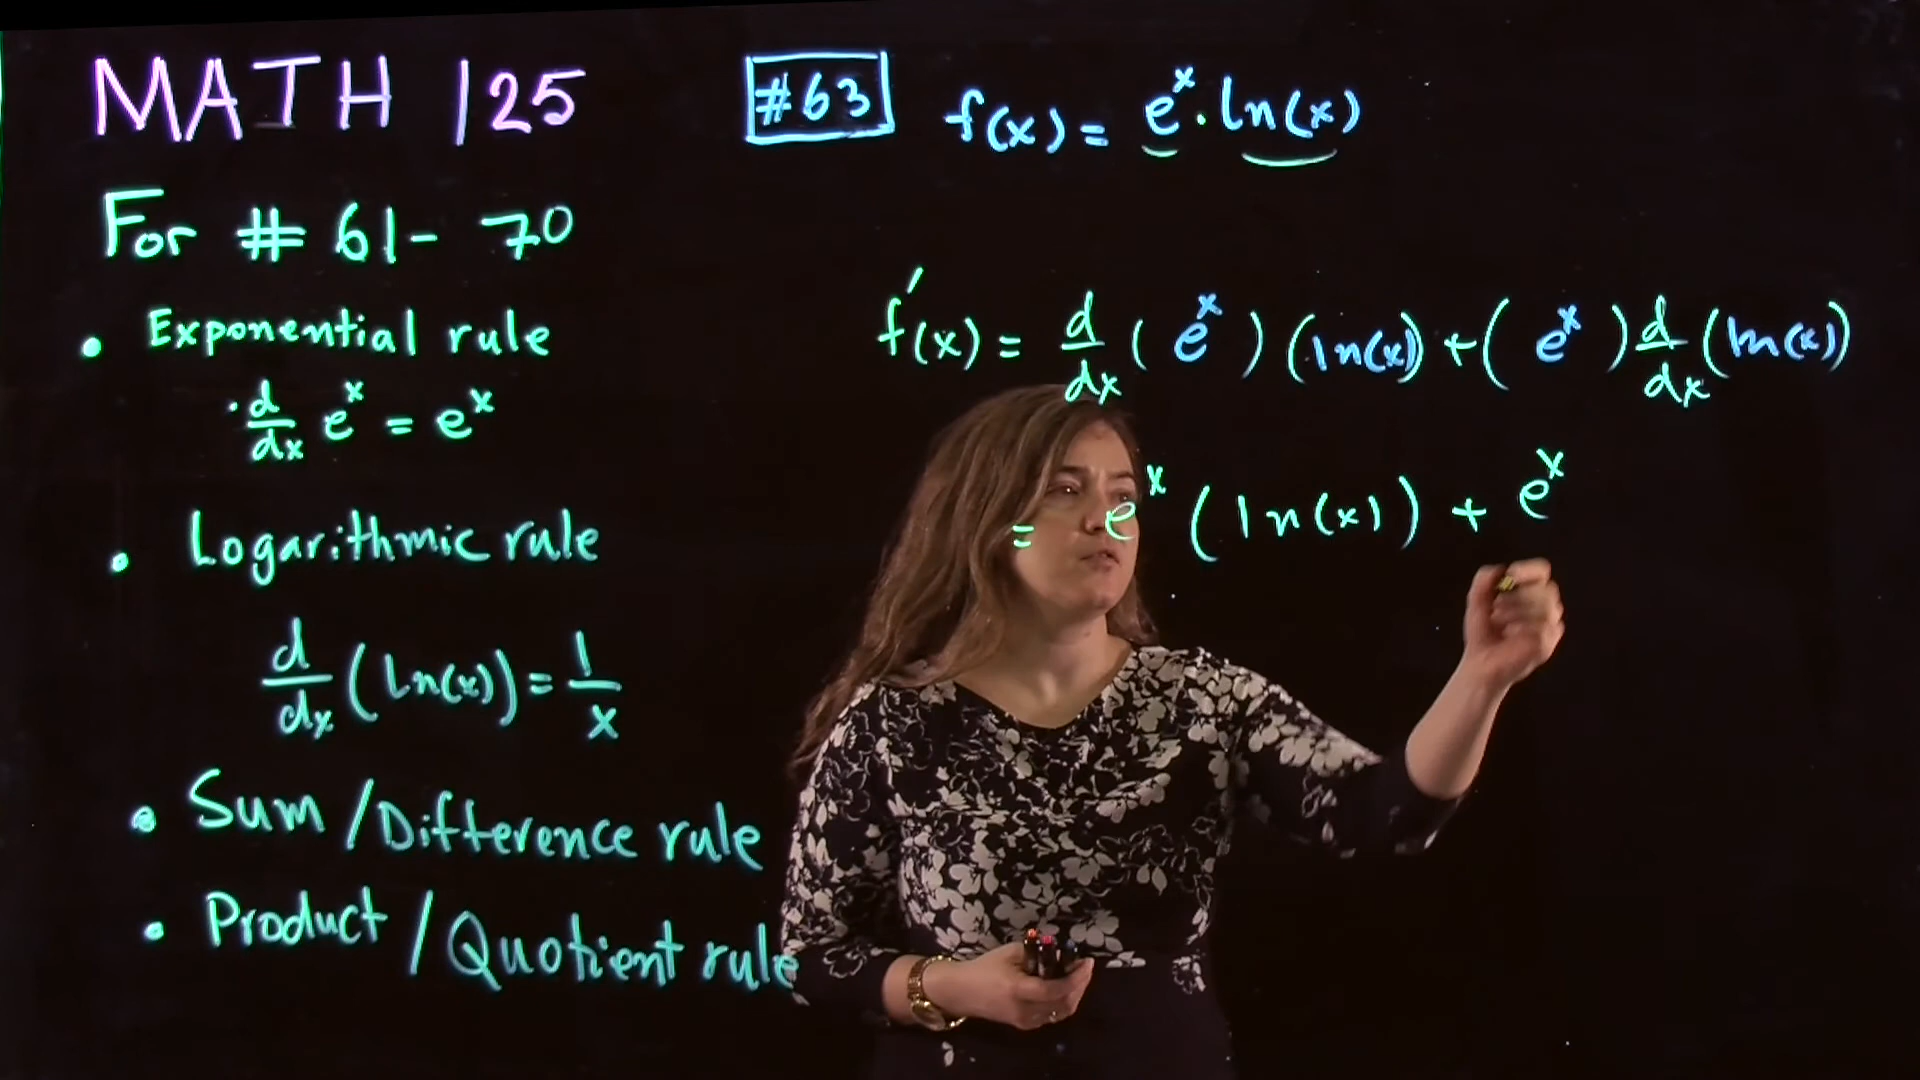 MATH 125
For # 61- 70
• Exponential rule
· d/dx e^x = e^x
• Logarithmic rule
d/dx (ln(x)) = 1/x
• Sum / Difference rule
• Product / Quotient rule
#63 f(x) = e^x · ln(x)
f'(x) = d/dx (e^x) (ln(x)) + (e^x) d/dx (ln(x))
= e^x (ln(x)) + e^x